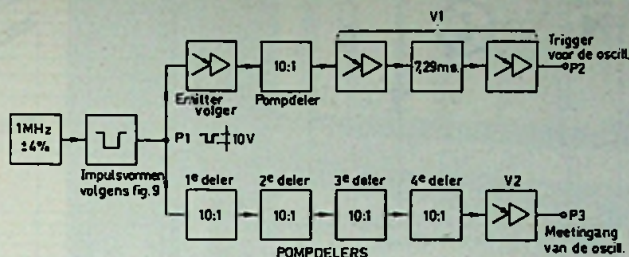 V1
Trigger
voor de oscill.
P2
10:1
7,29ms.
Emitter
volger
Pompdeler
1MHz
±4%
P1
10V
Impulsvormen
volgens fig. 9
1e deler
2e deler
3e deler
4e deler
V2
10:1
10:1
10:1
10:1
P3
Meetingang
van de oscill.
POMPDELERS